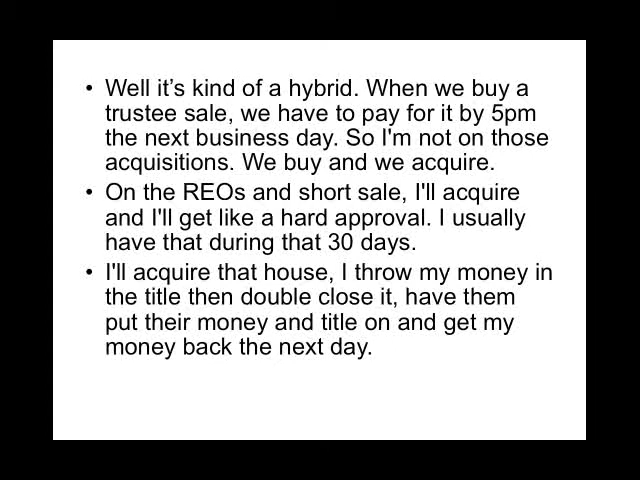 • Well it’s kind of a hybrid. When we buy a
trustee sale, we have to pay for it by 5pm
the next business day. So I'm not on those
acquisitions. We buy and we acquire.
• On the REOs and short sale, I'll acquire
and I'll get like a hard approval. I usually
have that during that 30 days.
• I'll acquire that house, I throw my money in
the title then double close it, have them
put their money and title on and get my
money back the next day.